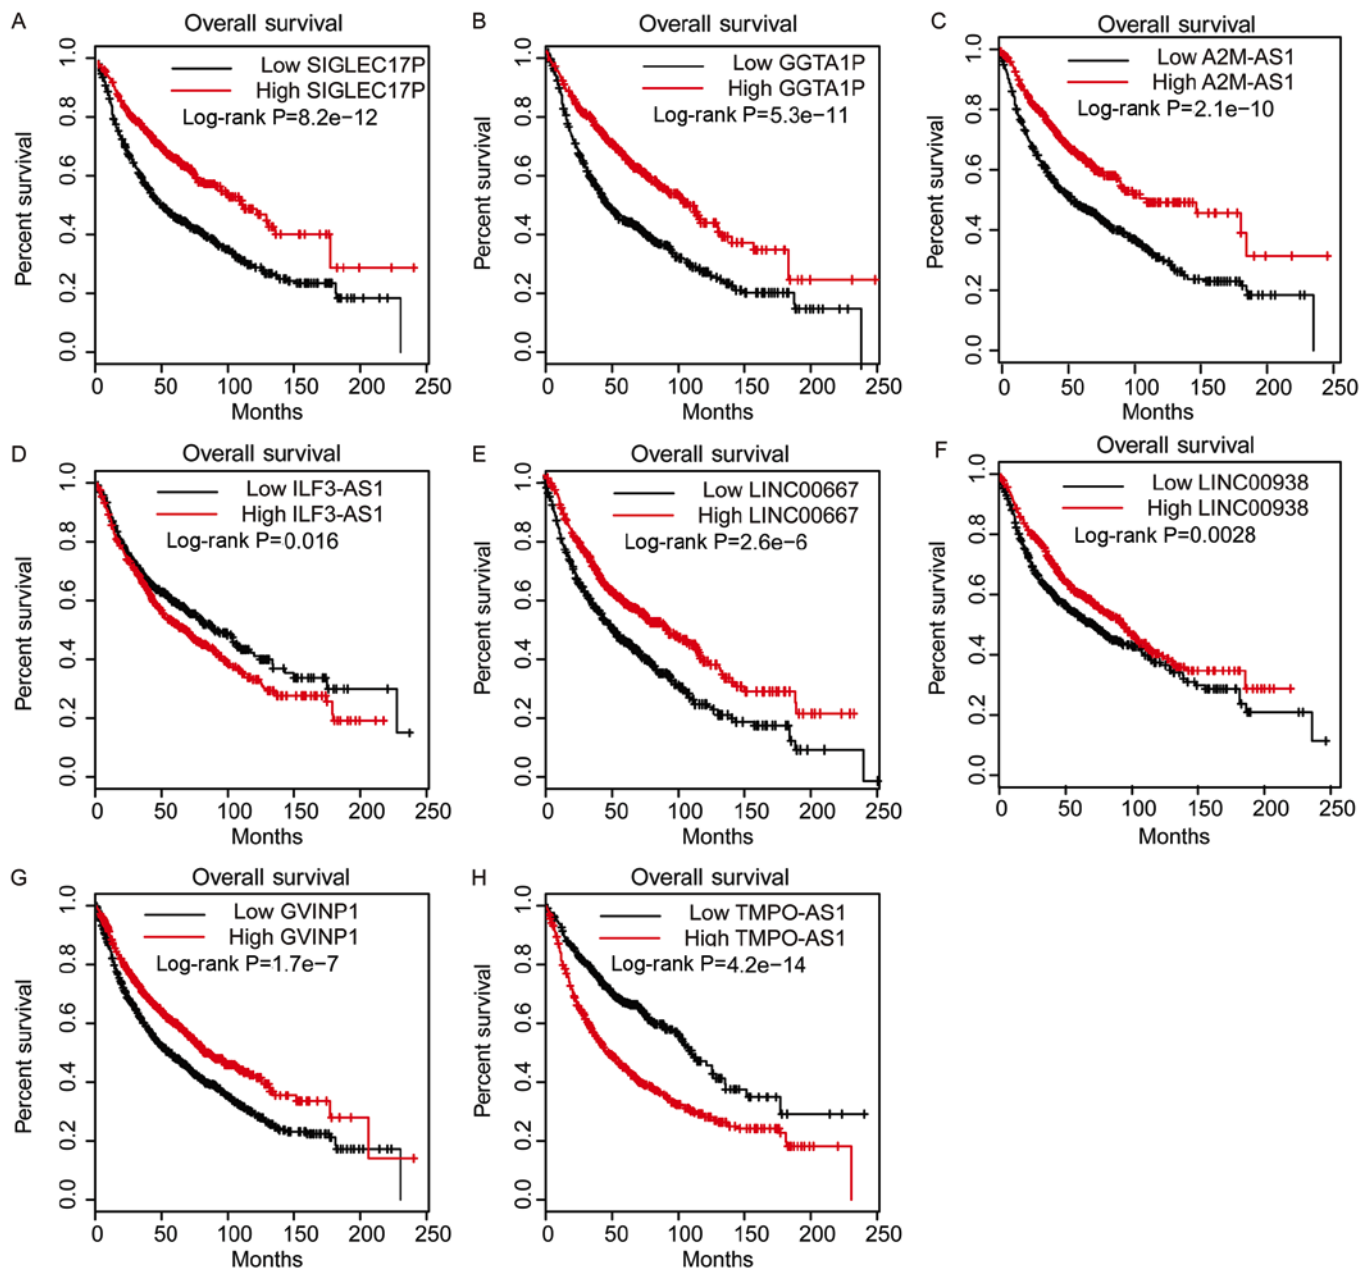 A
Overall survival
Low SIGLEC17P
High SIGLEC17P
Log-rank P=8.2e−12
Percent survival
1.0
0.8
0.6
0.4
0.2
0.0
0 50 100 150 200 250
Months
B
Overall survival
Low GGTA1P
High GGTA1P
Log-rank P=5.3e−11
Percent survival
1.0
0.8
0.6
0.4
0.2
0.0
0 50 100 150 200 250
Months
C
Overall survival
Low A2M-AS1
High A2M-AS1
Log-rank P=2.1e−10
Percent survival
1.0
0.8
0.6
0.4
0.2
0.0
0 50 100 150 200 250
Months
D
Overall survival
Low ILF3-AS1
High ILF3-AS1
Log-rank P=0.016
Percent survival
1.0
0.8
0.6
0.4
0.2
0.0
0 50 100 150 200 250
Months
E
Overall survival
Low LINC00667
High LINC00667
Log-rank P=2.6e−6
Percent survival
1.0
0.8
0.6
0.4
0.2
0.0
0 50 100 150 200 250
Months
F
Overall survival
Low LINC00938
High LINC00938
Log-rank P=0.0028
Percent survival
1.0
0.8
0.6
0.4
0.2
0.0
0 50 100 150 200 250
Months
G
Overall survival
Low GVINP1
High GVINP1
Log-rank P=1.7e−7
Percent survival
1.0
0.8
0.6
0.4
0.2
0.0
0 50 100 150 200 250
Months
H
Overall survival
Low TMPO-AS1
High TMPO-AS1
Log-rank P=4.2e−14
Percent survival
1.0
0.8
0.6
0.4
0.2
0.0
0 50 100 150 200 250
Months